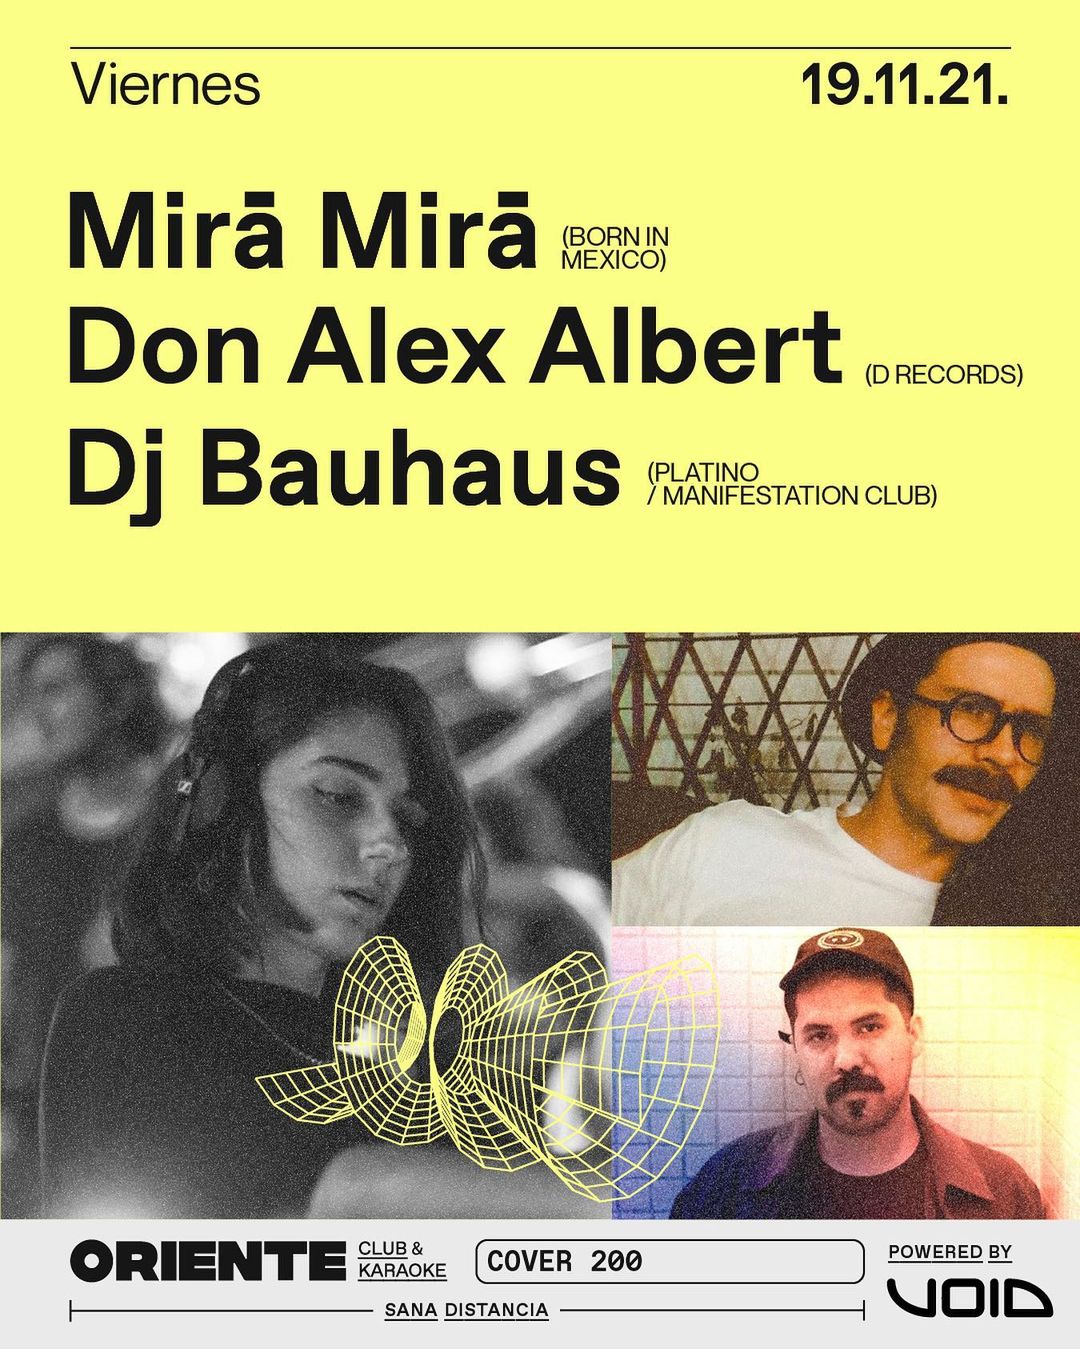 Viernes
19.11.21.
Mirā Mirā (BORN IN
MEXICO)
Don Alex Albert (D RECORDS)
Dj Bauhaus (PLATINO
/ MANIFESTATION CLUB)
ORIENTE CLUB &
KARAOKE
COVER 200
SANA DISTANCIA
POWERED BY
VOID